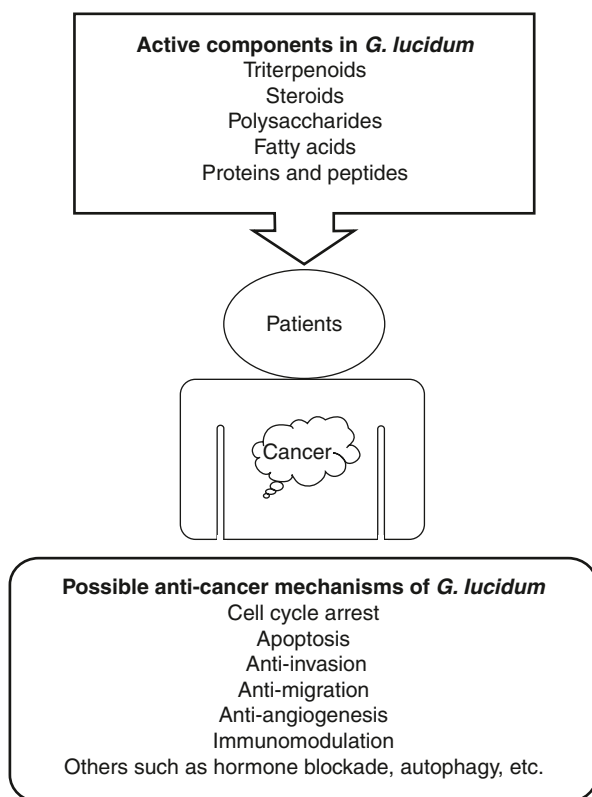 Active components in G. lucidum
Triterpenoids
Steroids
Polysaccharides
Fatty acids
Proteins and peptides
Patients
Cancer
Possible anti-cancer mechanisms of G. lucidum
Cell cycle arrest
Apoptosis
Anti-invasion
Anti-migration
Anti-angiogenesis
Immunomodulation
Others such as hormone blockade, autophagy, etc.